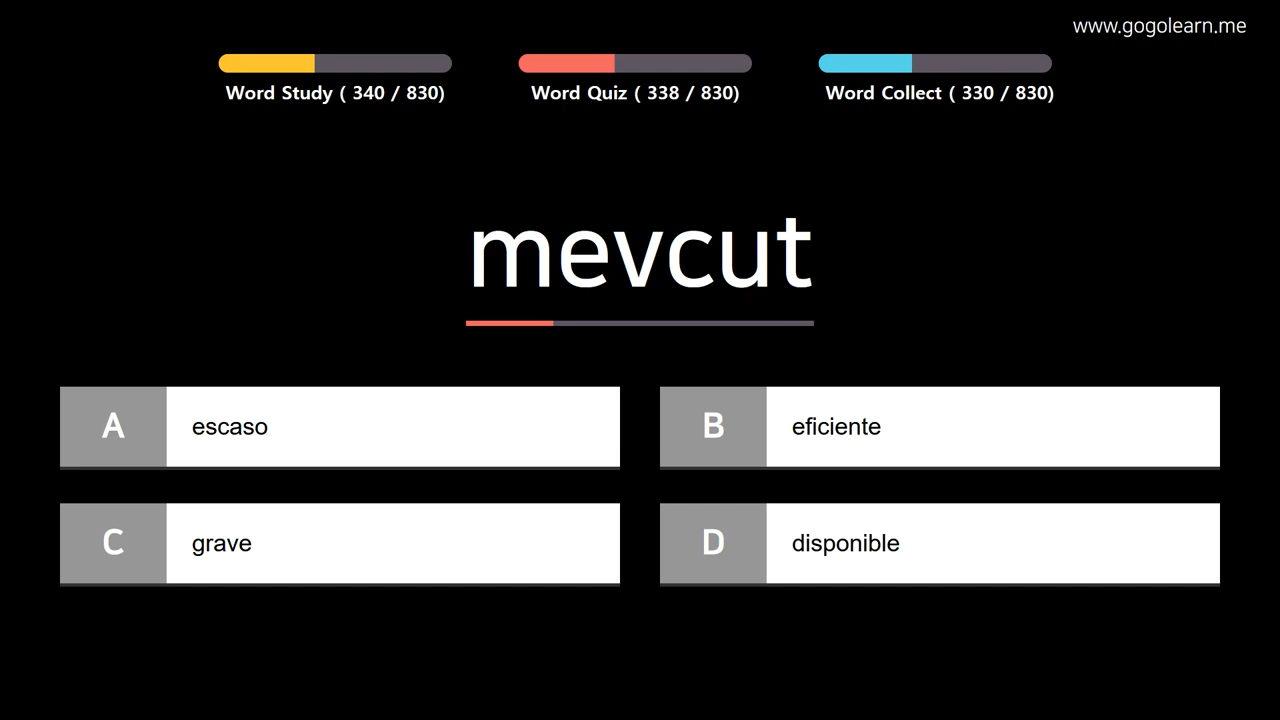 www.gogolearn.me
Word Study ( 340 / 830)
Word Quiz ( 338 / 830)
Word Collect ( 330 / 830)
mevcut
A escaso
B eficiente
C grave
D disponible